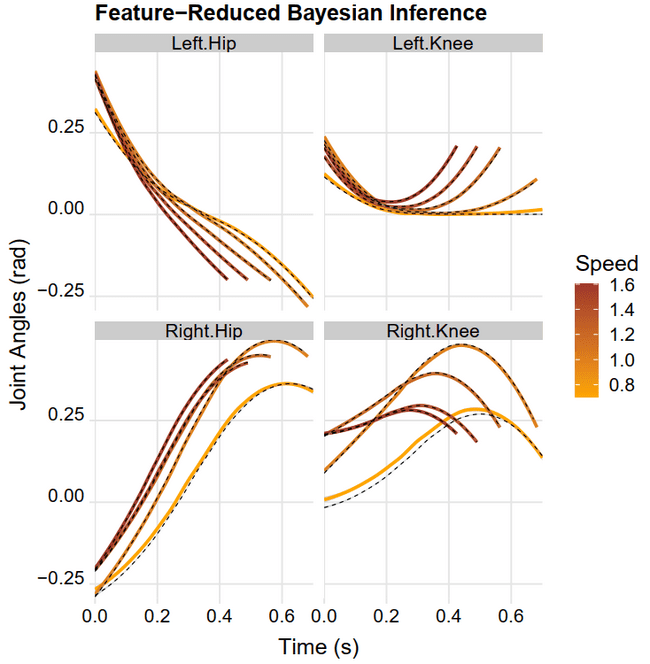 Feature−Reduced Bayesian Inference
Left.Hip
Left.Knee
0.25
0.00
−0.25
Right.Hip
Right.Knee
0.25
0.00
−0.25
0.0 0.2 0.4 0.6 0.0 0.2 0.4 0.6
Time (s)
Joint Angles (rad)
Speed
1.6
1.4
1.2
1.0
0.8